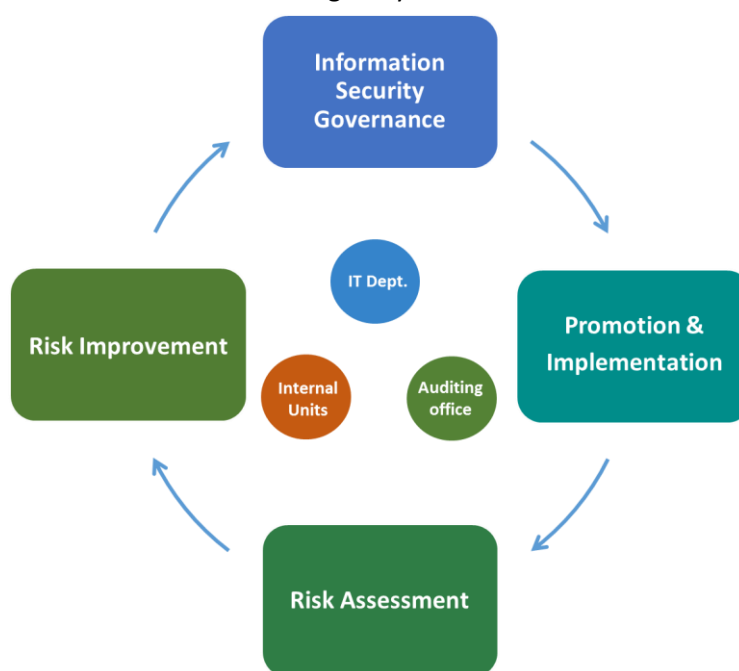 Information
Security
Governance
IT Dept.
Risk Improvement
Promotion &
Implementation
Internal
Units
Auditing
office
Risk Assessment